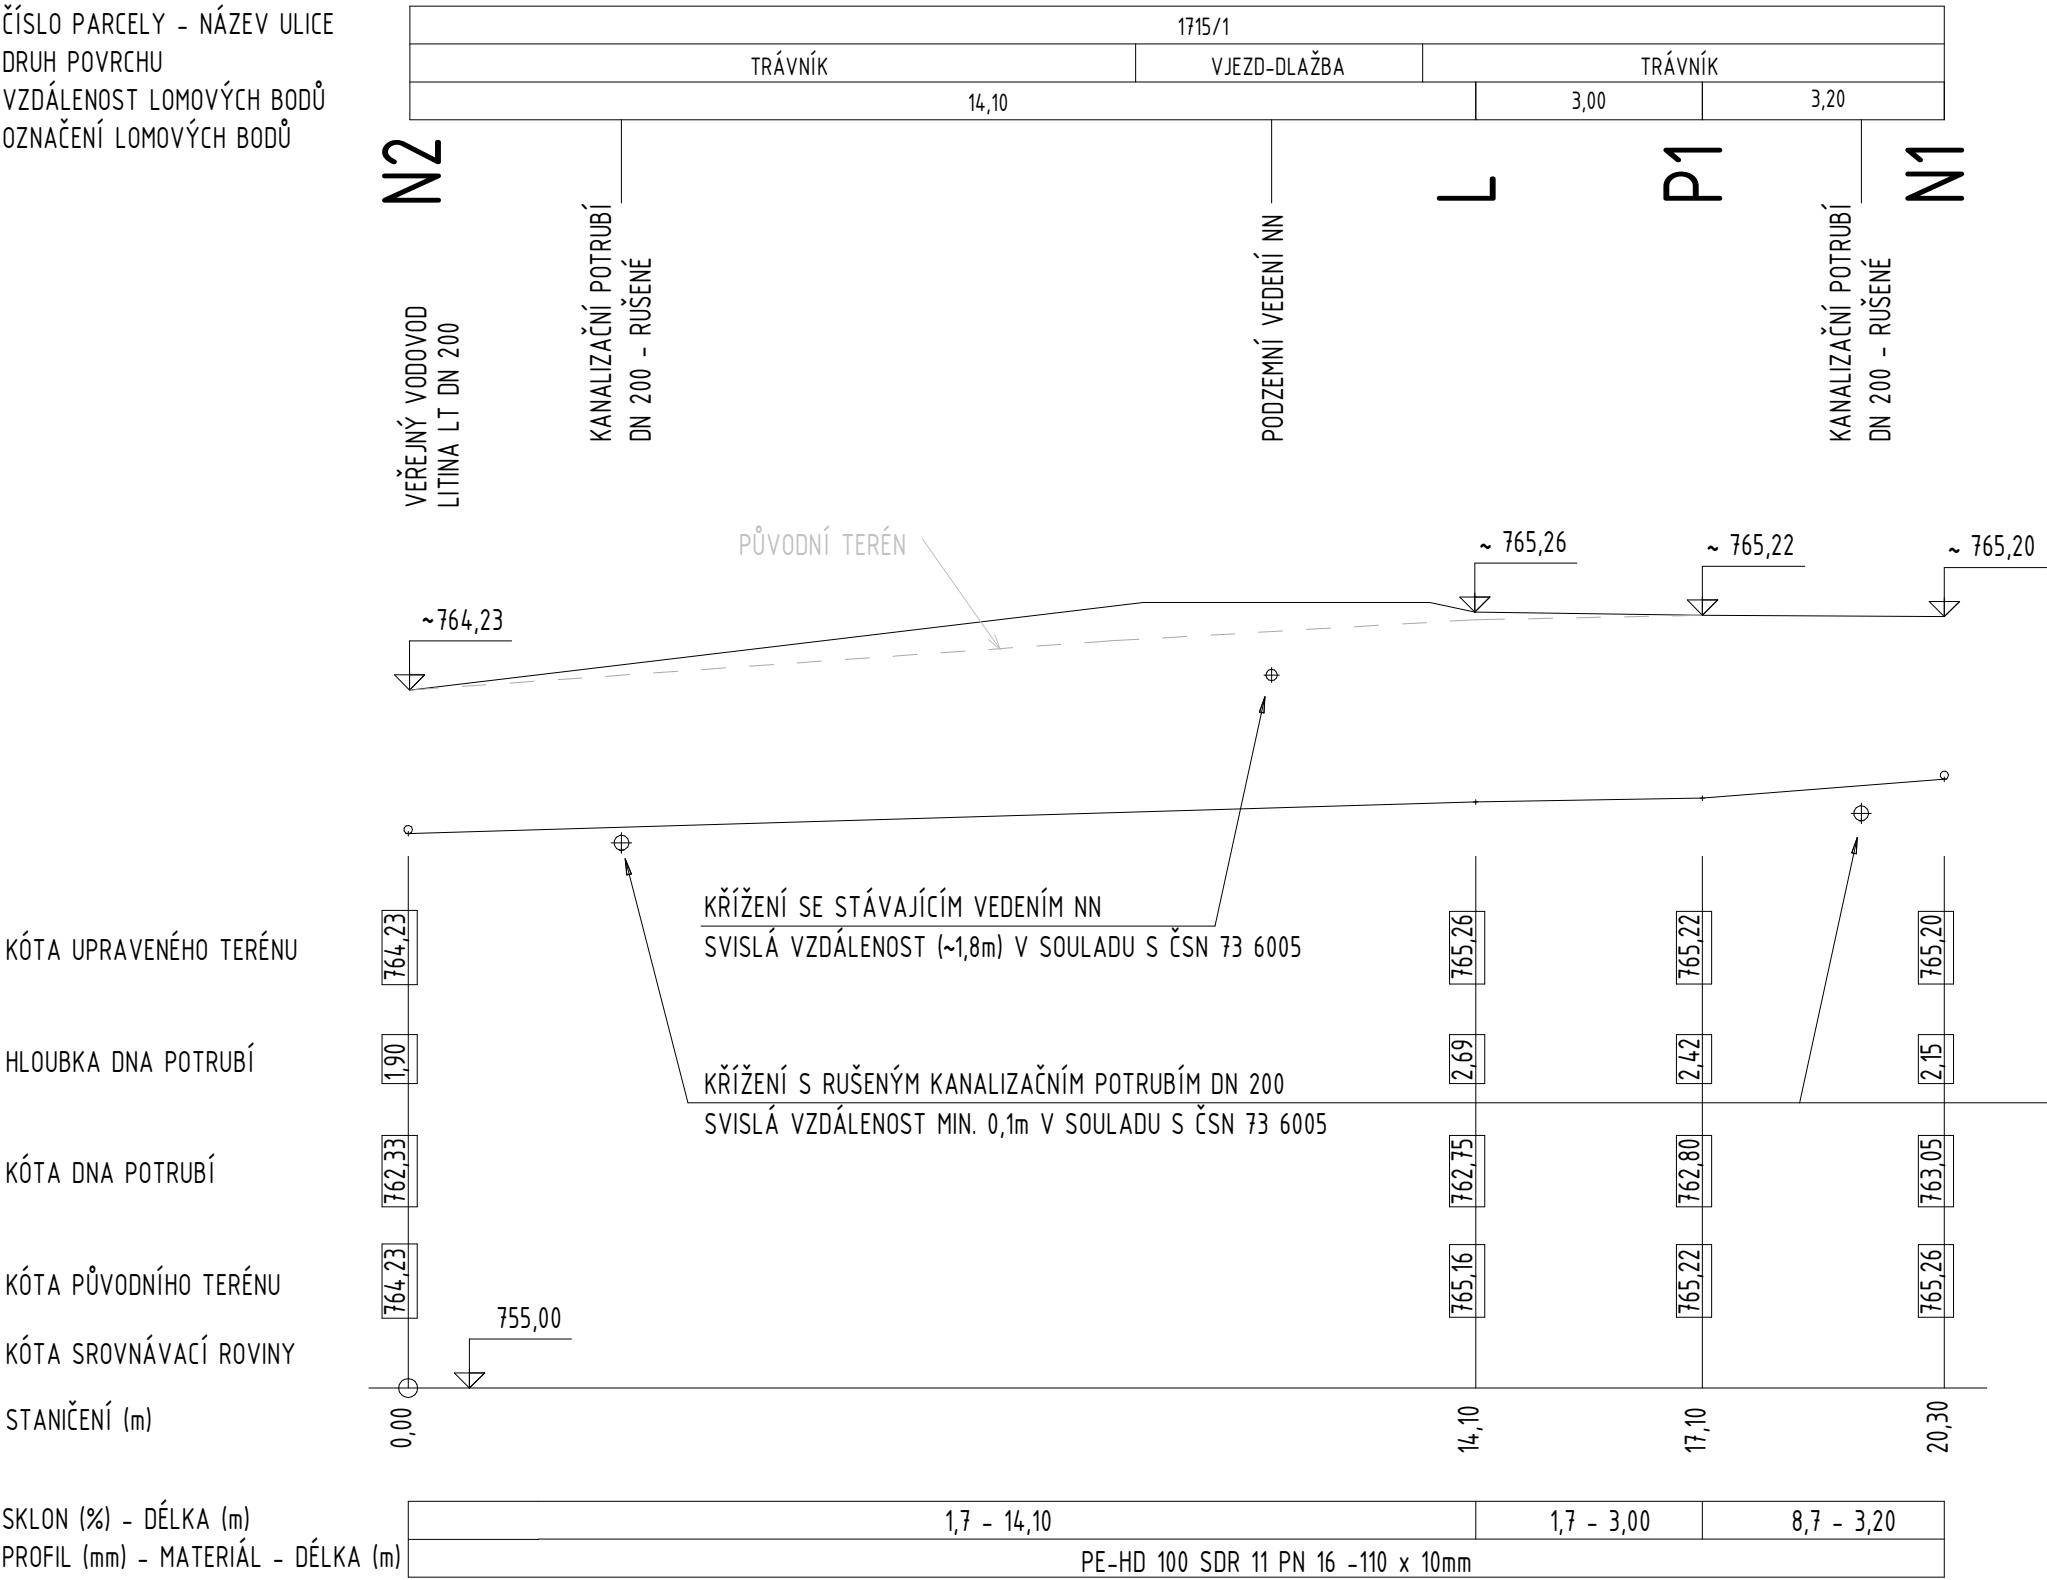 ČÍSLO PARCELY - NÁZEV ULICE
1715/1
DRUH POVRCHU
TRÁVNÍK
VJEZD-DLAŽBA
TRÁVNÍK
VZDÁLENOST LOMOVÝCH BODŮ
14,10
3,00
3,20
OZNAČENÍ LOMOVÝCH BODŮ
N2
L
P1
N1
VEŘEJNÝ VODOVOD
LITINA LT DN 200
KANALIZAČNÍ POTRUBÍ
DN 200 - RUŠENÉ
PODZEMNÍ VEDENÍ NN
KANALIZAČNÍ POTRUBÍ
DN 200 - RUŠENÉ
PŮVODNÍ TERÉN
~764,23
~ 765,26
~ 765,22
~ 765,20
KŘÍŽENÍ SE STÁVAJÍCÍM VEDENÍM NN
SVISLÁ VZDÁLENOST (~1,8m) V SOULADU S ČSN 73 6005
KŘÍŽENÍ S RUŠENÝM KANALIZAČNÍM POTRUBÍM DN 200
SVISLÁ VZDÁLENOST MIN. 0,1m V SOULADU S ČSN 73 6005
KÓTA UPRAVENÉHO TERÉNU
764,23
765,26
765,22
765,20
HLOUBKA DNA POTRUBÍ
1,90
2,69
2,42
2,15
KÓTA DNA POTRUBÍ
762,33
762,75
762,80
763,05
KÓTA PŮVODNÍHO TERÉNU
764,23
765,16
765,22
765,26
KÓTA SROVNÁVACÍ ROVINY
755,00
STANIČENÍ (m)
0,00
14,10
17,10
20,30
SKLON (%) - DÉLKA (m)
1,7 - 14,10
1,7 - 3,00
8,7 - 3,20
PROFIL (mm) - MATERIÁL - DÉLKA (m)
PE-HD 100 SDR 11 PN 16 -110 x 10mm